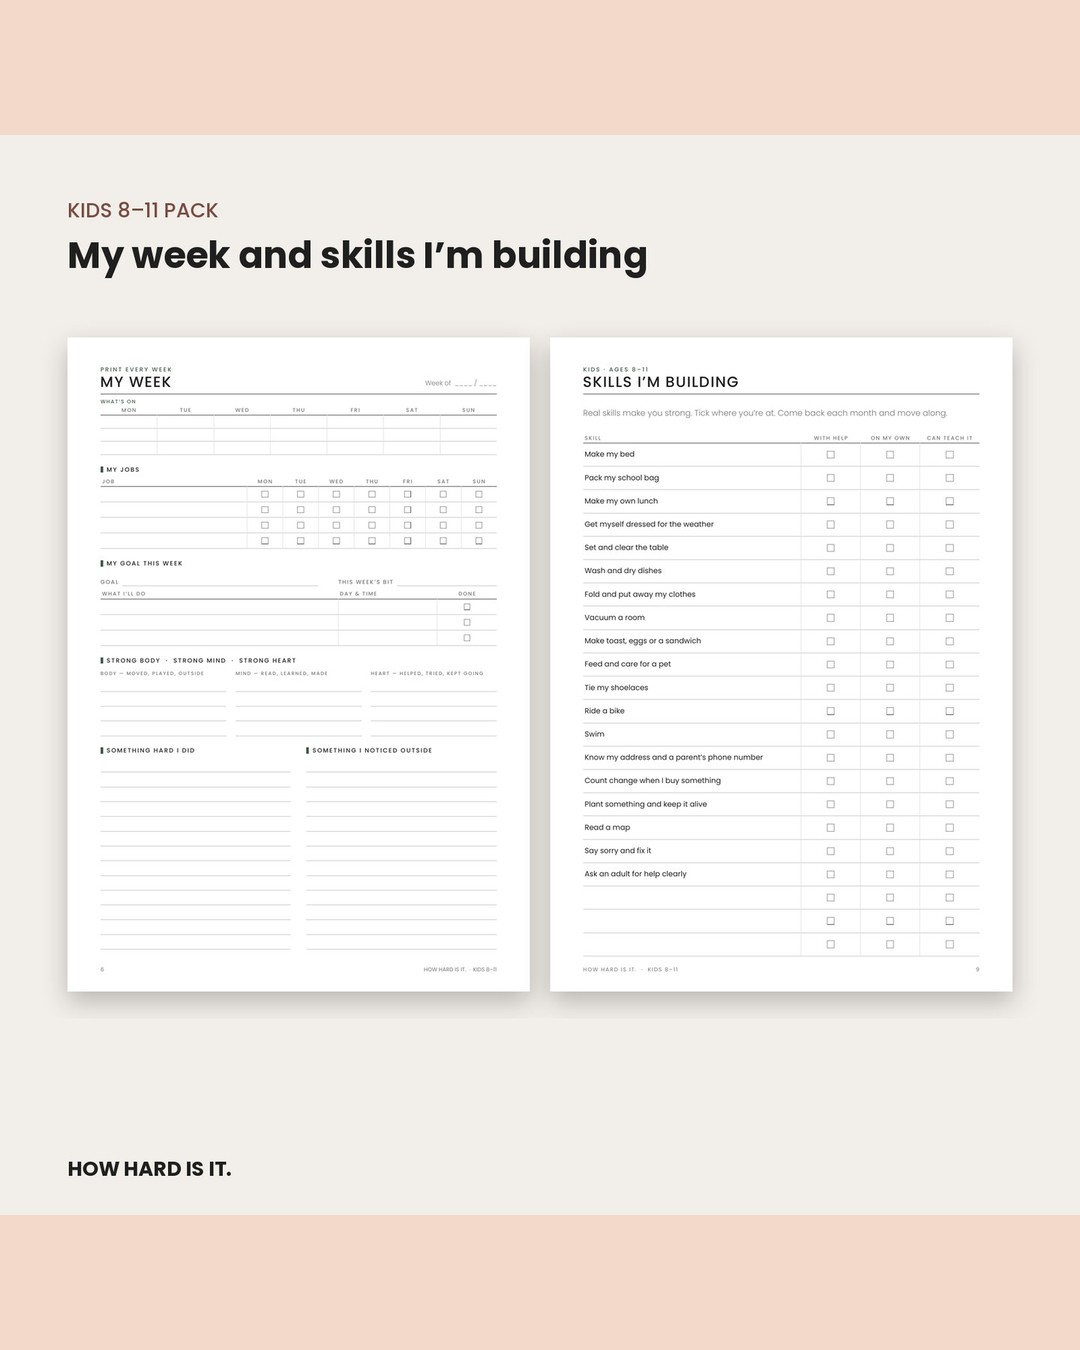 KIDS 8–11 PACK
My week and skills I’m building
PRINT EVERY WEEK
MY WEEK
Week of ____ / ____
WHAT’S ON
MON TUE WED THU FRI SAT SUN
MY JOBS
JOB MON TUE WED THU FRI SAT SUN
MY GOAL THIS WEEK
GOAL THIS WEEK’S BIT
WHAT I’LL DO DAY & TIME DONE
STRONG BODY · STRONG MIND · STRONG HEART
BODY — MOVED, PLAYED, OUTSIDE MIND — READ, LEARNED, MADE HEART — HELPED, TRIED, KEPT GOING
SOMETHING HARD I DID SOMETHING I NOTICED OUTSIDE
6 HOW HARD IS IT. · KIDS 8–11
KIDS · AGES 8–11
SKILLS I’M BUILDING
Real skills make you strong. Tick where you’re at. Come back each month and move along.
SKILL WITH HELP ON MY OWN CAN TEACH IT
Make my bed
Pack my school bag
Make my own lunch
Get myself dressed for the weather
Set and clear the table
Wash and dry dishes
Fold and put away my clothes
Vacuum a room
Make toast, eggs or a sandwich
Feed and care for a pet
Tie my shoelaces
Ride a bike
Swim
Know my address and a parent’s phone number
Count change when I buy something
Plant something and keep it alive
Read a map
Say sorry and fix it
Ask an adult for help clearly
HOW HARD IS IT. · KIDS 8–11 9
HOW HARD IS IT.